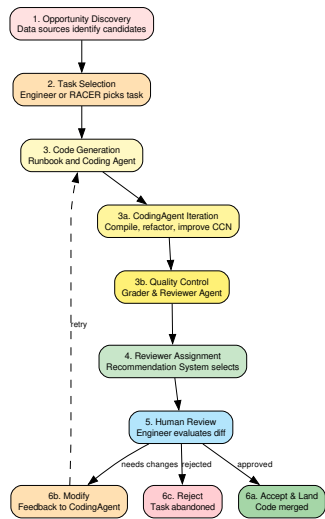 1. Opportunity Discovery
Data sources identify candidates
2. Task Selection
Engineer or RACER picks task
3. Code Generation
Runbook and Coding Agent
3a. CodingAgent Iteration
Compile, refactor, improve CCN
3b. Quality Control
Grader & Reviewer Agent
retry
4. Reviewer Assignment
Recommendation System selects
5. Human Review
Engineer evaluates diff
needs changes rejected approved
6b. Modify
Feedback to CodingAgent
6c. Reject
Task abandoned
6a. Accept & Land
Code merged